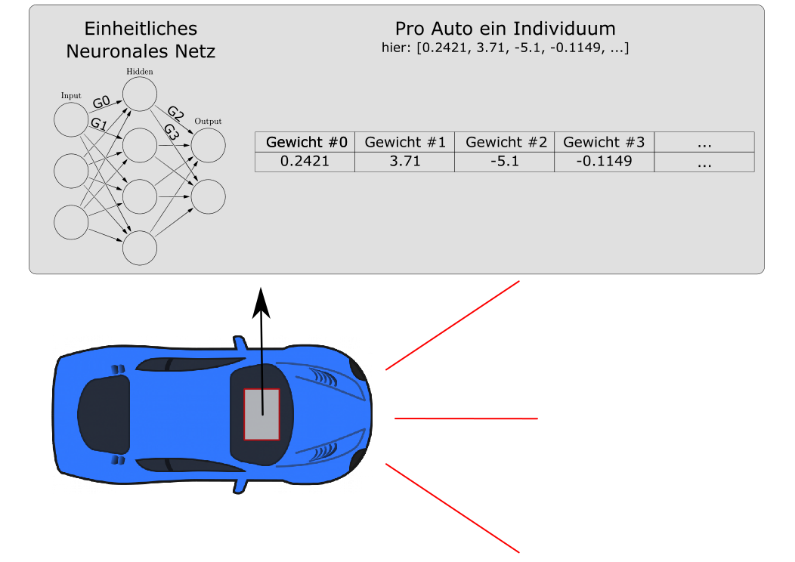 Einheitliches
Neuronales Netz
Input
Hidden
Output
G0
G1
G2
G3
Pro Auto ein Individuum
hier: [0.2421, 3.71, -5.1, -0.1149, ...]
Gewicht #0 Gewicht #1 Gewicht #2 Gewicht #3 ...
0.2421 3.71 -5.1 -0.1149 ...